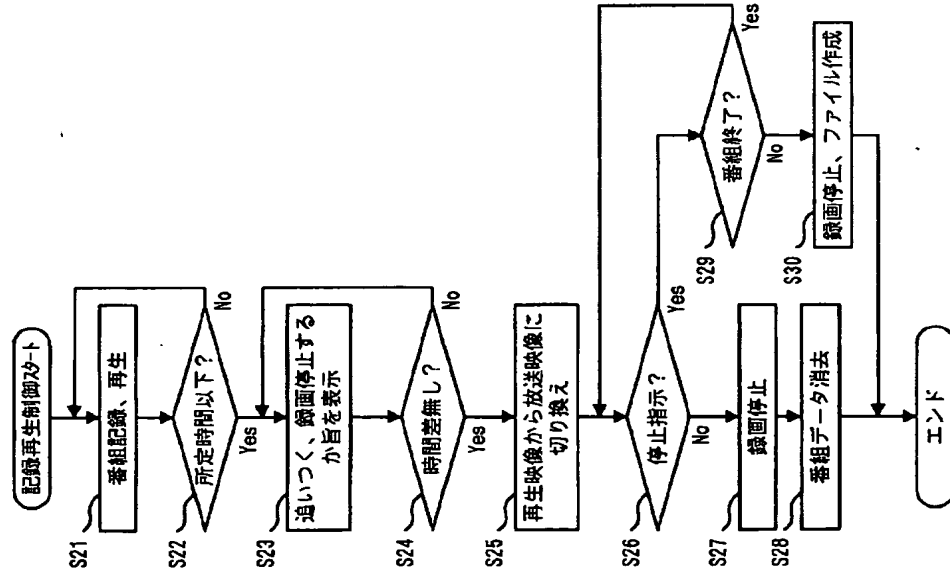 記録再生制御スタート
S21
番組記録、再生
S22
所定時間以下?
No
Yes
S23
追いつく、録画停止する
か旨を表示
S24
時間差無し?
No
Yes
S25
再生映像から放送映像に
切り換え
S26
停止指示?
Yes
No
S27
録画停止
S28
番組データ消去
S29
番組終了?
Yes
No
S30
録画停止、ファイル作成
エンド